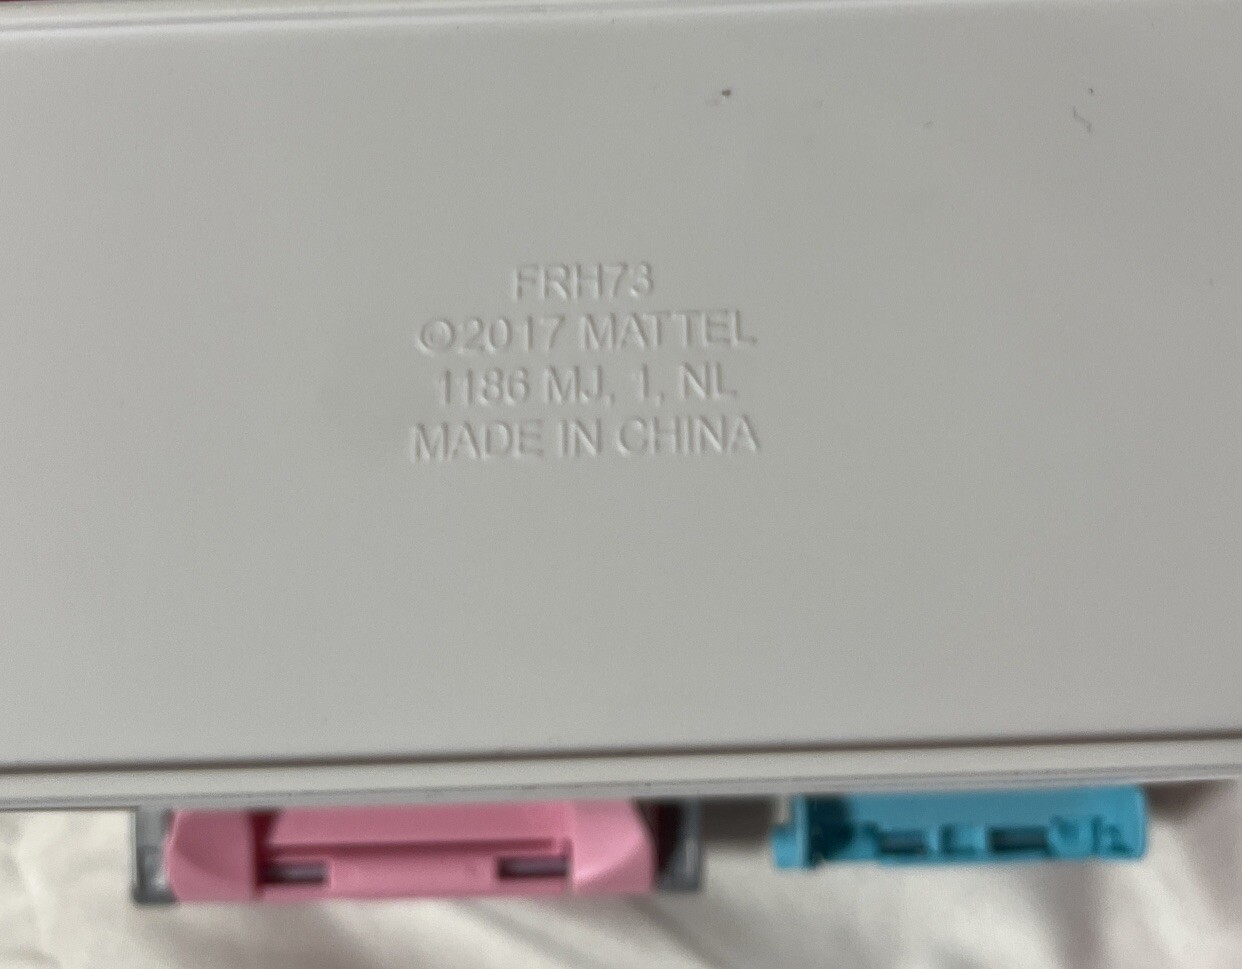 FRH73
©2017 MATTEL
1186 MJ, 1, NL
MADE IN CHINA